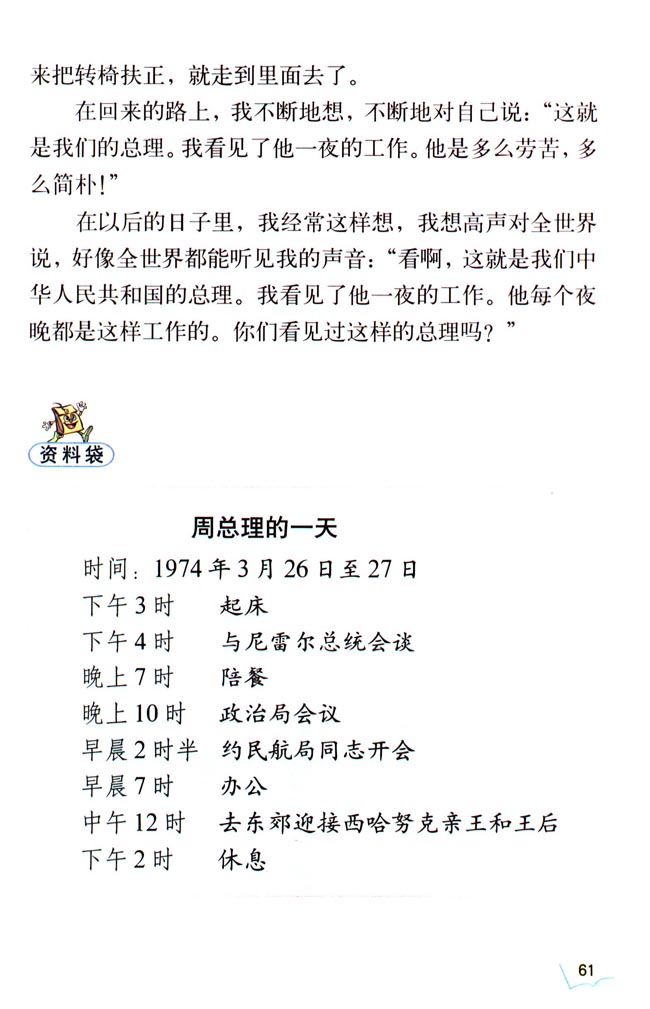 来把转椅扶正，就走到里面去了。
在回来的路上，我不断地想，不断地对自己说：“这就
是我们的总理。我看见了他一夜的工作。他是多么劳苦，多
么简朴！”
在以后的日子里，我经常这样想，我想高声对全世界
说，好像全世界都能听见我的声音：“看啊，这就是我们中
华人民共和国的总理。我看见了他一夜的工作。他每个夜
晚都是这样工作的。你们看见过这样的总理吗？”
资料袋
周总理的一天
时间：1974年3月26日至27日
下午3时 起床
下午4时 与尼雷尔总统会谈
晚上7时 陪餐
晚上10时 政治局会议
早晨2时半 约民航局同志开会
早晨7时 办公
中午12时 去东郊迎接西哈努克亲王和王后
下午2时 休息
61